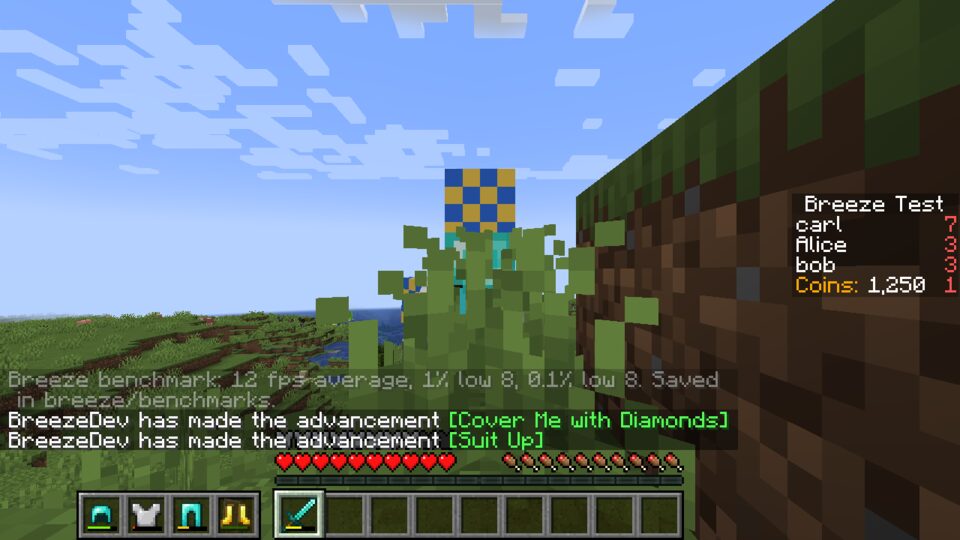 Breeze Test
carl 7
Alice 3
bob 3
Coins: 1,250 1
Breeze benchmark: 12 fps average, 1% low 8, 0.1% low 8. Saved
in breeze/benchmarks.
BreezeDev has made the advancement [Cover Me with Diamonds]
BreezeDev has made the advancement [Suit Up]